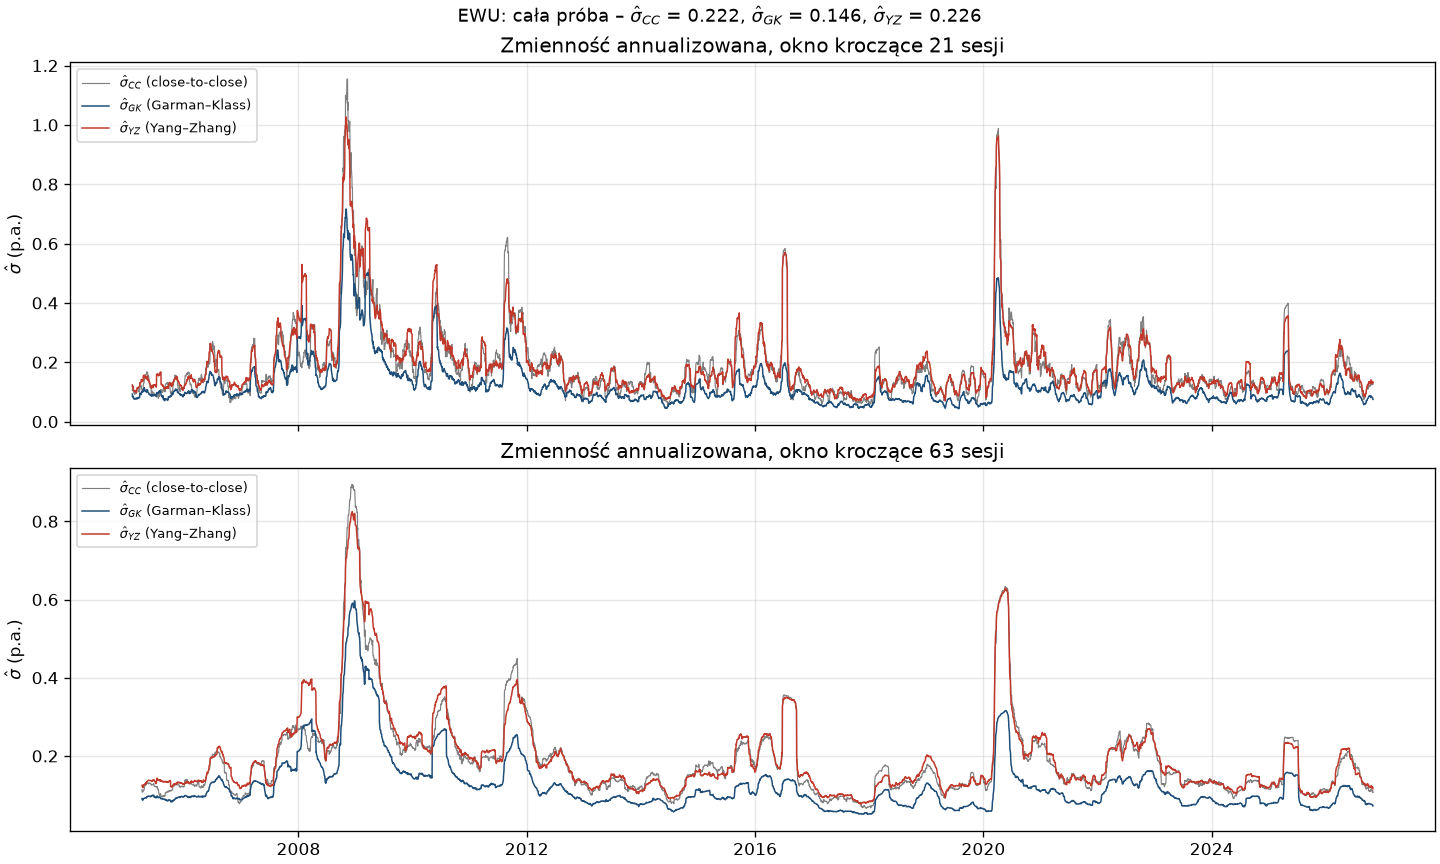 EWU: cała próba – σ̂CC = 0.222, σ̂GK = 0.146, σ̂YZ = 0.226
Zmienność annualizowana, okno kroczące 21 sesji
σ̂CC (close-to-close)
σ̂GK (Garman–Klass)
σ̂YZ (Yang–Zhang)
σ̂ (p.a.)
1.2
1.0
0.8
0.6
0.4
0.2
0.0
Zmienność annualizowana, okno kroczące 63 sesji
σ̂CC (close-to-close)
σ̂GK (Garman–Klass)
σ̂YZ (Yang–Zhang)
σ̂ (p.a.)
0.8
0.6
0.4
0.2
2008 2012 2016 2020 2024